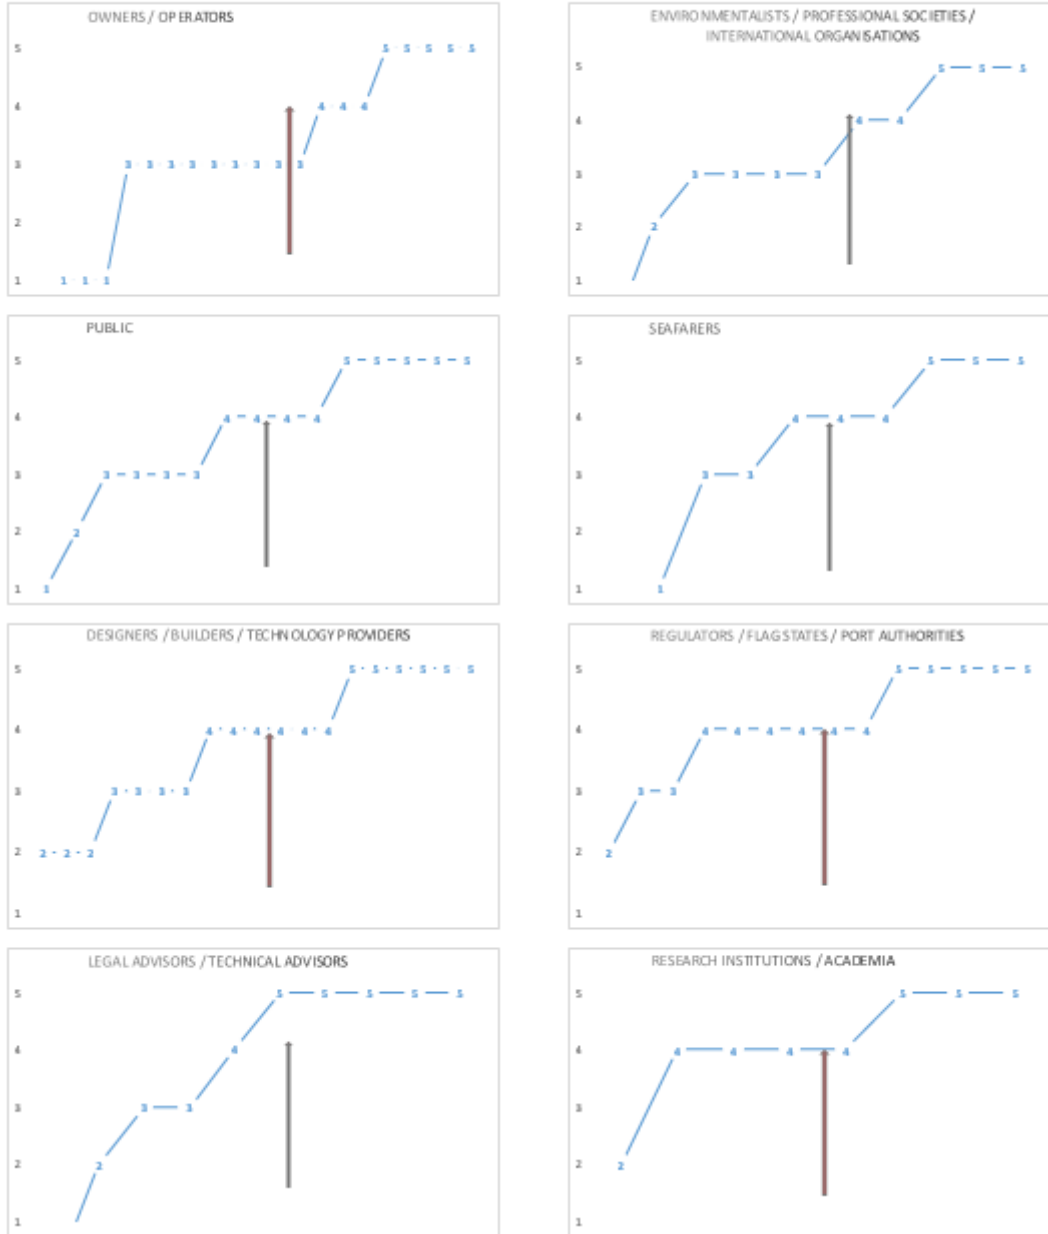 OWNERS / OPERATORS
5 5 5 5 5 5
4 4 4 4
3 3 3 3 3 3 3 3 3 3
2
1 1 1 1
ENVIRONMENTALISTS / PROFESSIONAL SOCIETIES /
INTERNATIONAL ORGANISATIONS
5 5 5 5
4 4 4
3 3 3 3 3
2 2
1
PUBLIC
5 5 5 5 5 5
4 4 4 4 4
3 3 3 3 3
2 2
1 1
SEAFARERS
5 5 5 5
4 4 4 4
3 3 3
2
1 1
DESIGNERS / BUILDERS / TECHNOLOGY PROVIDERS
5 5 5 5 5 5 5
4 4 4 4 4 4 4
3 3 3 3 3
2 2 2 2
1
REGULATORS / FLAG STATES / PORT AUTHORITIES
5 5 5 5 5 5
4 4 4 4 4 4 4
3 3 3
2 2
1
LEGAL ADVISORS / TECHNICAL ADVISORS
5 5 5 5 5 5
4 4
3 3 3
2 2
1
RESEARCH INSTITUTIONS / ACADEMIA
5 5 5 5
4 4 4 4 4
3
2 2
1